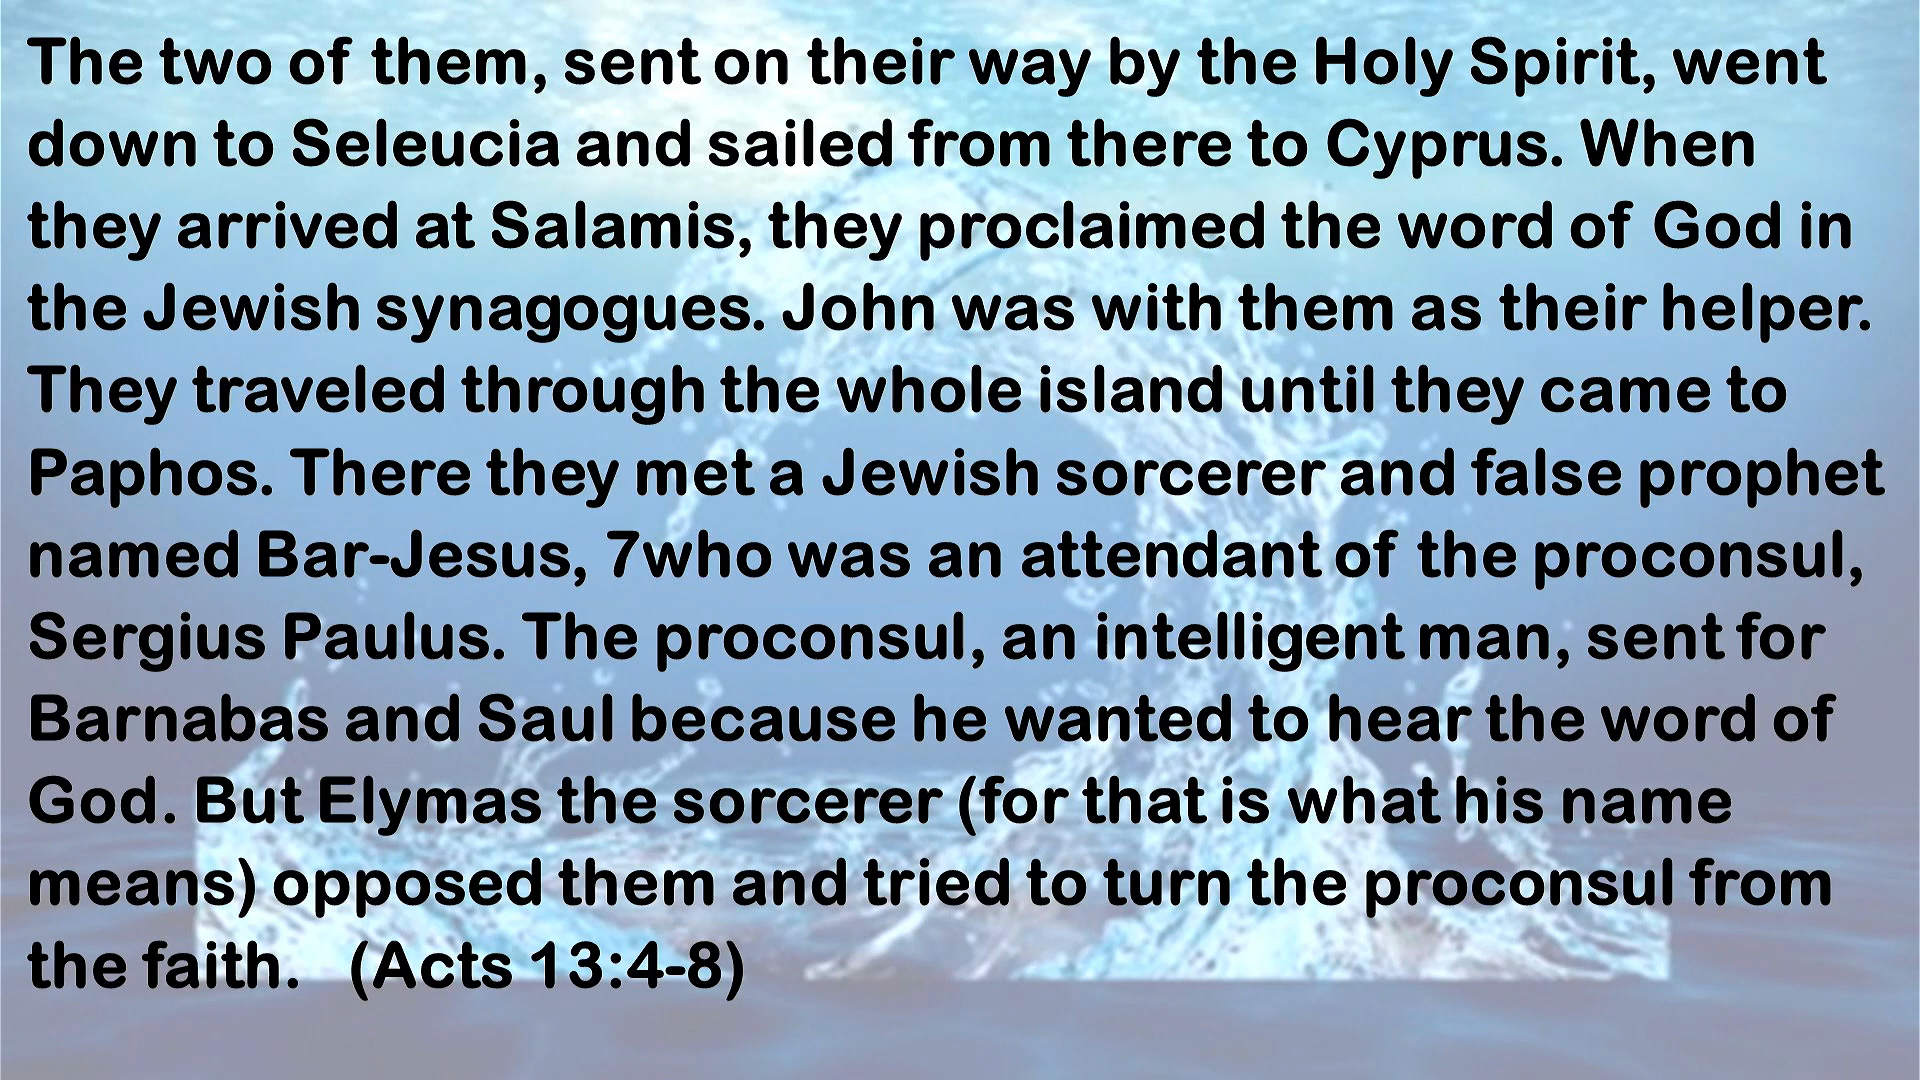 The two of them, sent on their way by the Holy Spirit, went
down to Seleucia and sailed from there to Cyprus. When
they arrived at Salamis, they proclaimed the word of God in
the Jewish synagogues. John was with them as their helper.
They traveled through the whole island until they came to
Paphos. There they met a Jewish sorcerer and false prophet
named Bar-Jesus, 7who was an attendant of the proconsul,
Sergius Paulus. The proconsul, an intelligent man, sent for
Barnabas and Saul because he wanted to hear the word of
God. But Elymas the sorcerer (for that is what his name
means) opposed them and tried to turn the proconsul from
the faith. (Acts 13:4-8)